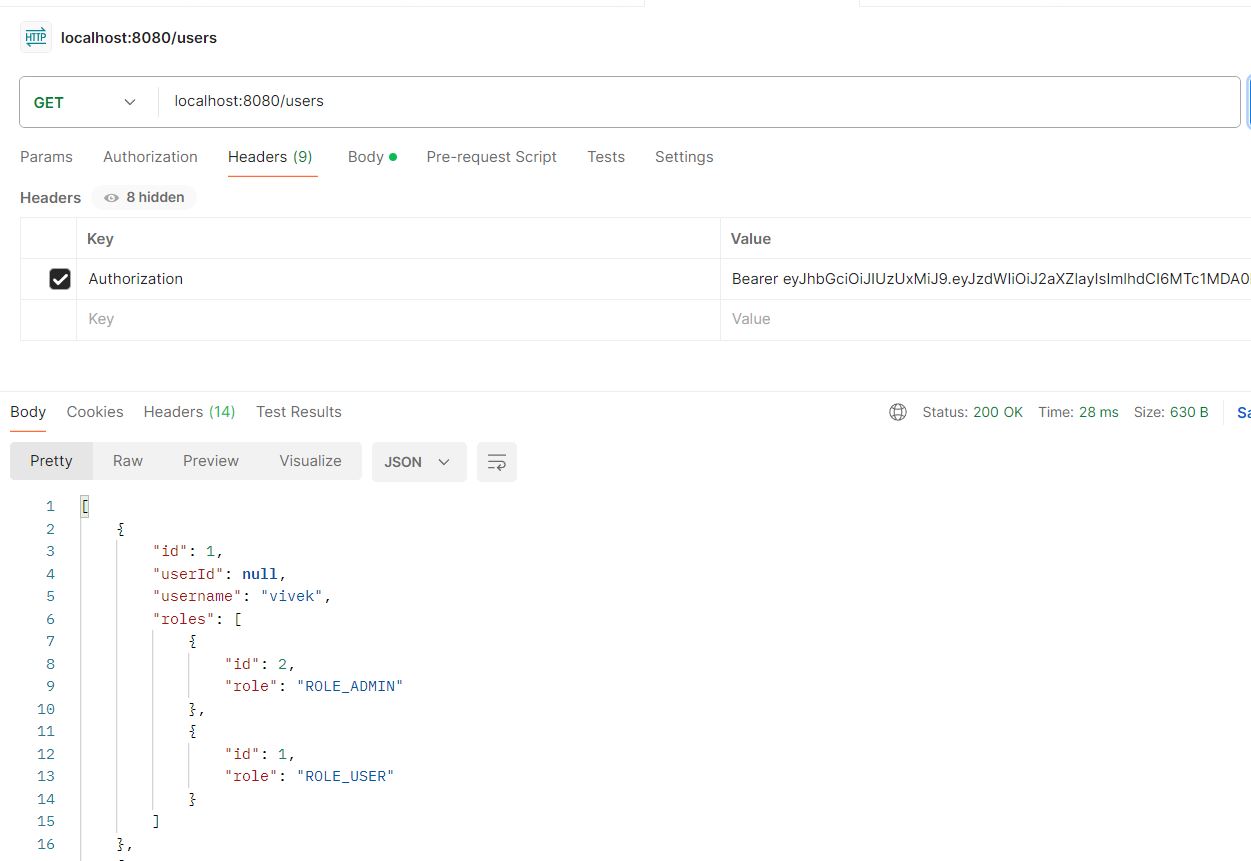 HTTP localhost:8080/users
GET localhost:8080/users
Params Authorization Headers (9) Body Pre-request Script Tests Settings
Headers 8 hidden
Key Value
Authorization Bearer eyJhbGciOiJIUzUxMiJ9.eyJzdWIiOiJ2aXZlayIsImlhdCI6MTc1MDA0
Key Value
Body Cookies Headers (14) Test Results Status: 200 OK Time: 28 ms Size: 630 B Sa
Pretty Raw Preview Visualize JSON
1 [
2 {
3 "id": 1,
4 "userId": null,
5 "username": "vivek",
6 "roles": [
7 {
8 "id": 2,
9 "role": "ROLE_ADMIN"
10 },
11 {
12 "id": 1,
13 "role": "ROLE_USER"
14 }
15 ]
16 },